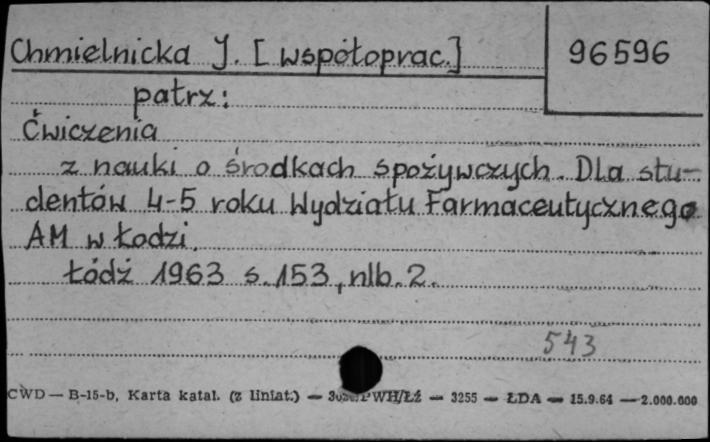 Chmielnicka J. [współoprac.]
96596
patrz:
Ćwiczenia
z nauki o środkach spożywczych. Dla stu-
dentów 4-5 roku Wydziału Farmaceutycznego
AM w Łodzi.
Łódź 1963 s. 153, nlb. 2.
543
CWD — B-15-b, Karta katal. (z liniat.) — PWH/Łź — 3255 — ŁDA — 15.9.64 — 2.000.000